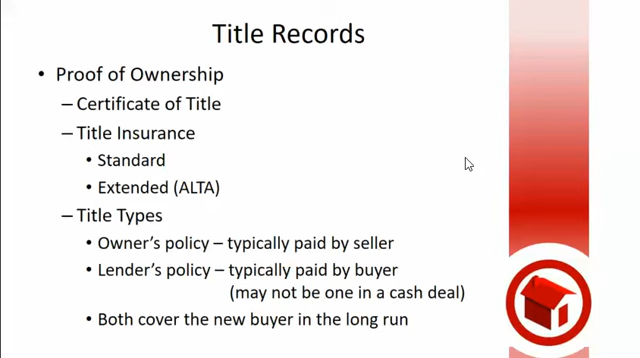 Title Records
• Proof of Ownership
– Certificate of Title
– Title Insurance
• Standard
• Extended (ALTA)
– Title Types
• Owner's policy – typically paid by seller
• Lender's policy – typically paid by buyer
(may not be one in a cash deal)
• Both cover the new buyer in the long run